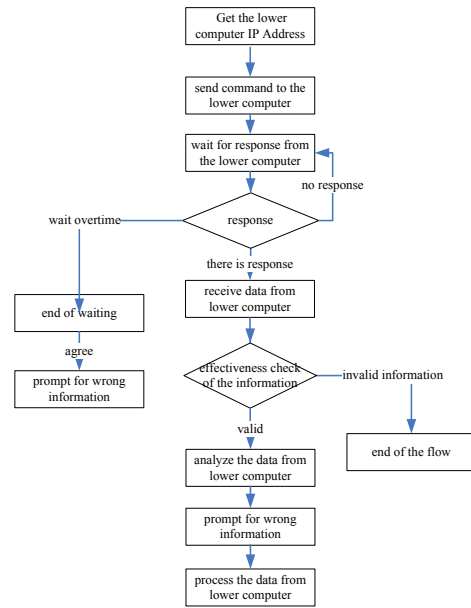 Get the lower
computer IP Address
send command to the
lower computer
wait for response from
the lower computer
no response
wait overtime
response
there is response
receive data from
lower computer
end of waiting
agree
prompt for wrong
information
effectiveness check
of the information
invalid information
valid
end of the flow
analyze the data from
lower computer
prompt for wrong
information
process the data from
lower computer